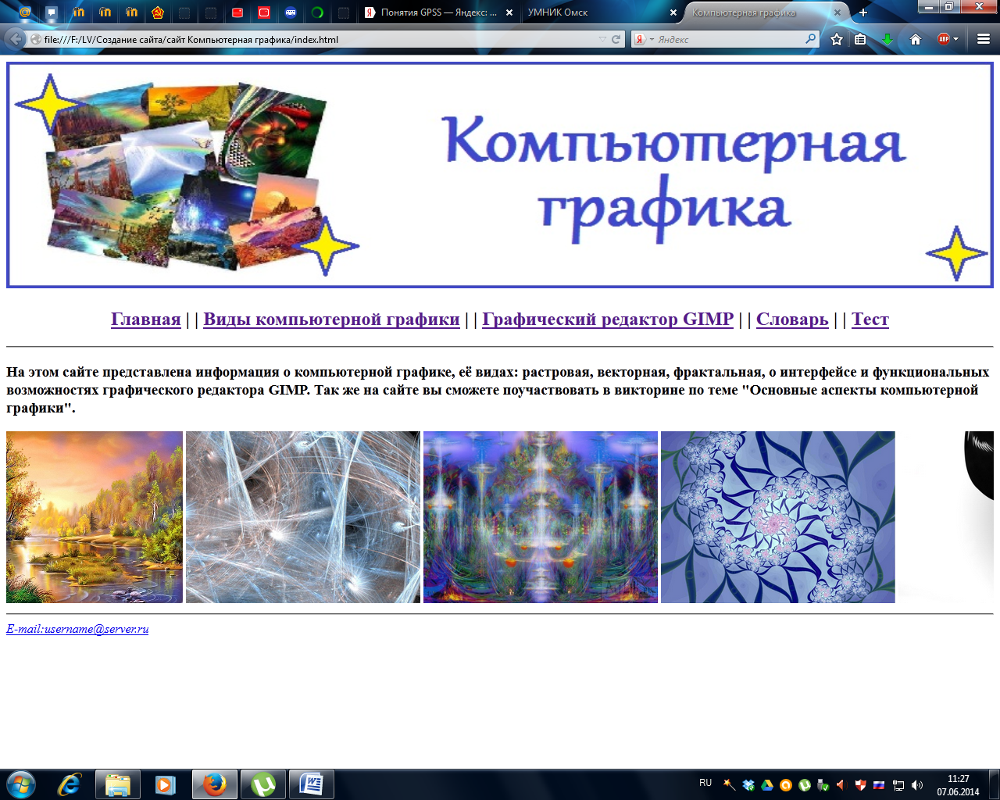 Понятия GPSS — Яндекс: ...
УМНИК Омск
Компьютерная графика
file:///F:/LV/Создание сайта/сайт Компьютерная графика/index.html
Яндекс
ABP
Компьютерная
графика
Главная | | Виды компьютерной графики | | Графический редактор GIMP | | Словарь | | Тест
На этом сайте представлена информация о компьютерной графике, её видах: растровая, векторная, фрактальная, о интерфейсе и функциональных
возможностях графического редактора GIMP. Так же на сайте вы сможете поучаствовать в викторине по теме "Основные аспекты компьютерной
графики".
E-mail:username@server.ru
RU
11:27
07.06.2014